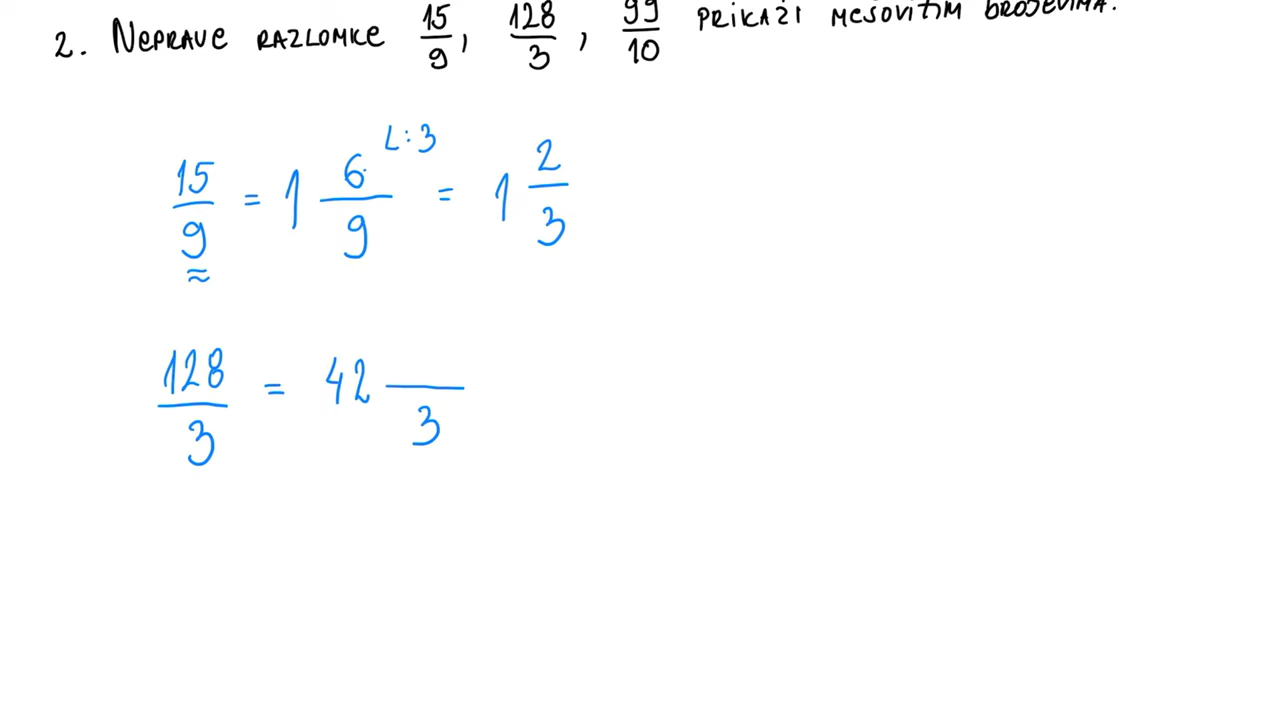 2. NEPRAVE RAZLOMKE 15/9, 128/3, 99/10 PRIKAŽI MEŠOVITIM BROJEVIMA.
15/9 = 1 6/9 L:3 = 1 2/3
≈
128/3 = 42 _/3